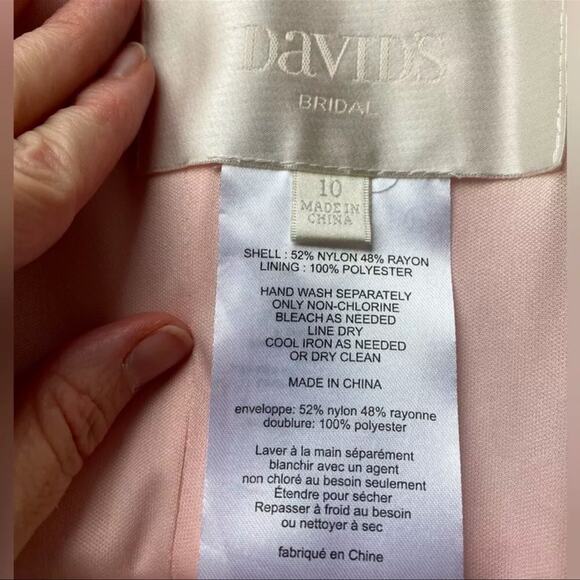 DAVID'S
BRIDAL
10
MADE IN
CHINA
SHELL : 52% NYLON 48% RAYON
LINING : 100% POLYESTER
HAND WASH SEPARATELY
ONLY NON-CHLORINE
BLEACH AS NEEDED
LINE DRY
COOL IRON AS NEEDED
OR DRY CLEAN
MADE IN CHINA
enveloppe: 52% nylon 48% rayonne
doublure: 100% polyester
Laver à la main séparément
blanchir avec un agent
non chloré au besoin seulement
Étendre pour sécher
Repasser à froid au besoin
ou nettoyer à sec
fabriqué en Chine